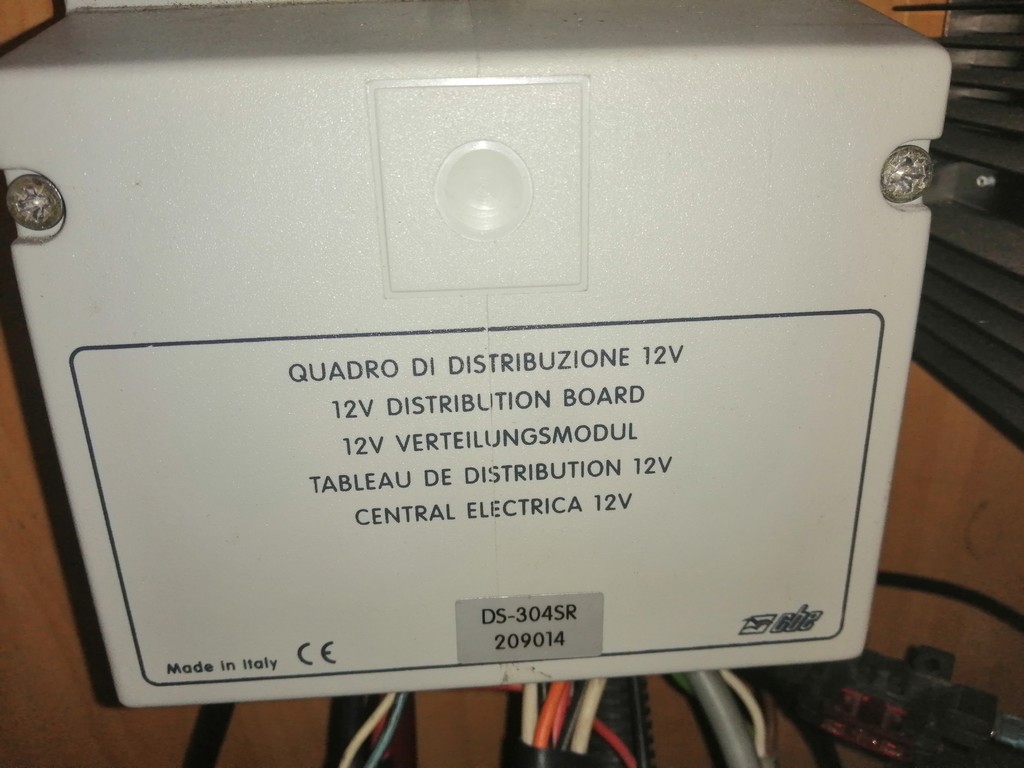 QUADRO DI DISTRIBUZIONE 12V
12V DISTRIBUTION BOARD
12V VERTEILUNGSMODUL
TABLEAU DE DISTRIBUTION 12V
CENTRAL ELECTRICA 12V
DS-304SR
209014
Made in Italy CE
cbe